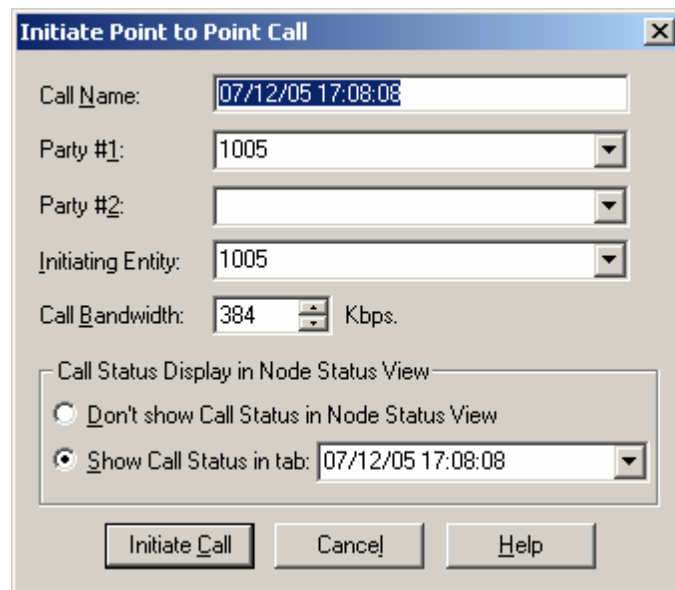 Initiate Point to Point Call
Call Name: 07/12/05 17:08:08
Party #1: 1005
Party #2:
Initiating Entity: 1005
Call Bandwidth: 384 Kbps.
Call Status Display in Node Status View
Don't show Call Status in Node Status View
Show Call Status in tab: 07/12/05 17:08:08
Initiate Call Cancel Help